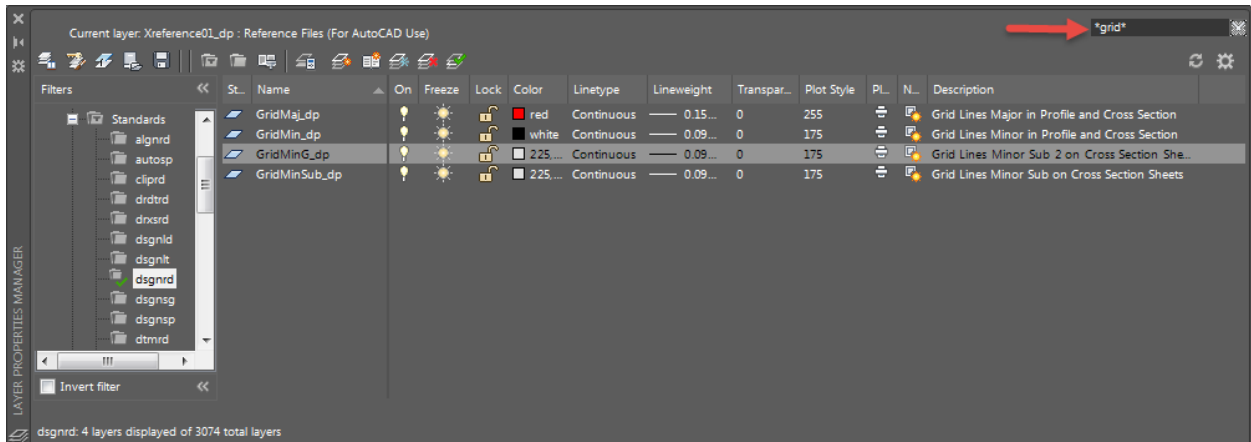 Current layer: Xreference01_dp : Reference Files (For AutoCAD Use)
*grid*
Filters
St... Name On Freeze Lock Color Linetype Lineweight Transpar... Plot Style Pl... N... Description
Standards
algnrd
autosp
cliprd
drdtrd
drxsrd
dsgnld
dsgnlt
dsgnrd
dsgnsg
dsgnsp
dtmrd
GridMaj_dp red Continuous 0.15... 0 255 Grid Lines Major in Profile and Cross Section
GridMin_dp white Continuous 0.09... 0 175 Grid Lines Minor in Profile and Cross Section
GridMinG_dp 225,... Continuous 0.09... 0 175 Grid Lines Minor Sub 2 on Cross Section She...
GridMinSub_dp 225,... Continuous 0.09... 0 175 Grid Lines Minor Sub on Cross Section Sheets
Invert filter
LAYER PROPERTIES MANAGER
dsgnrd: 4 layers displayed of 3074 total layers